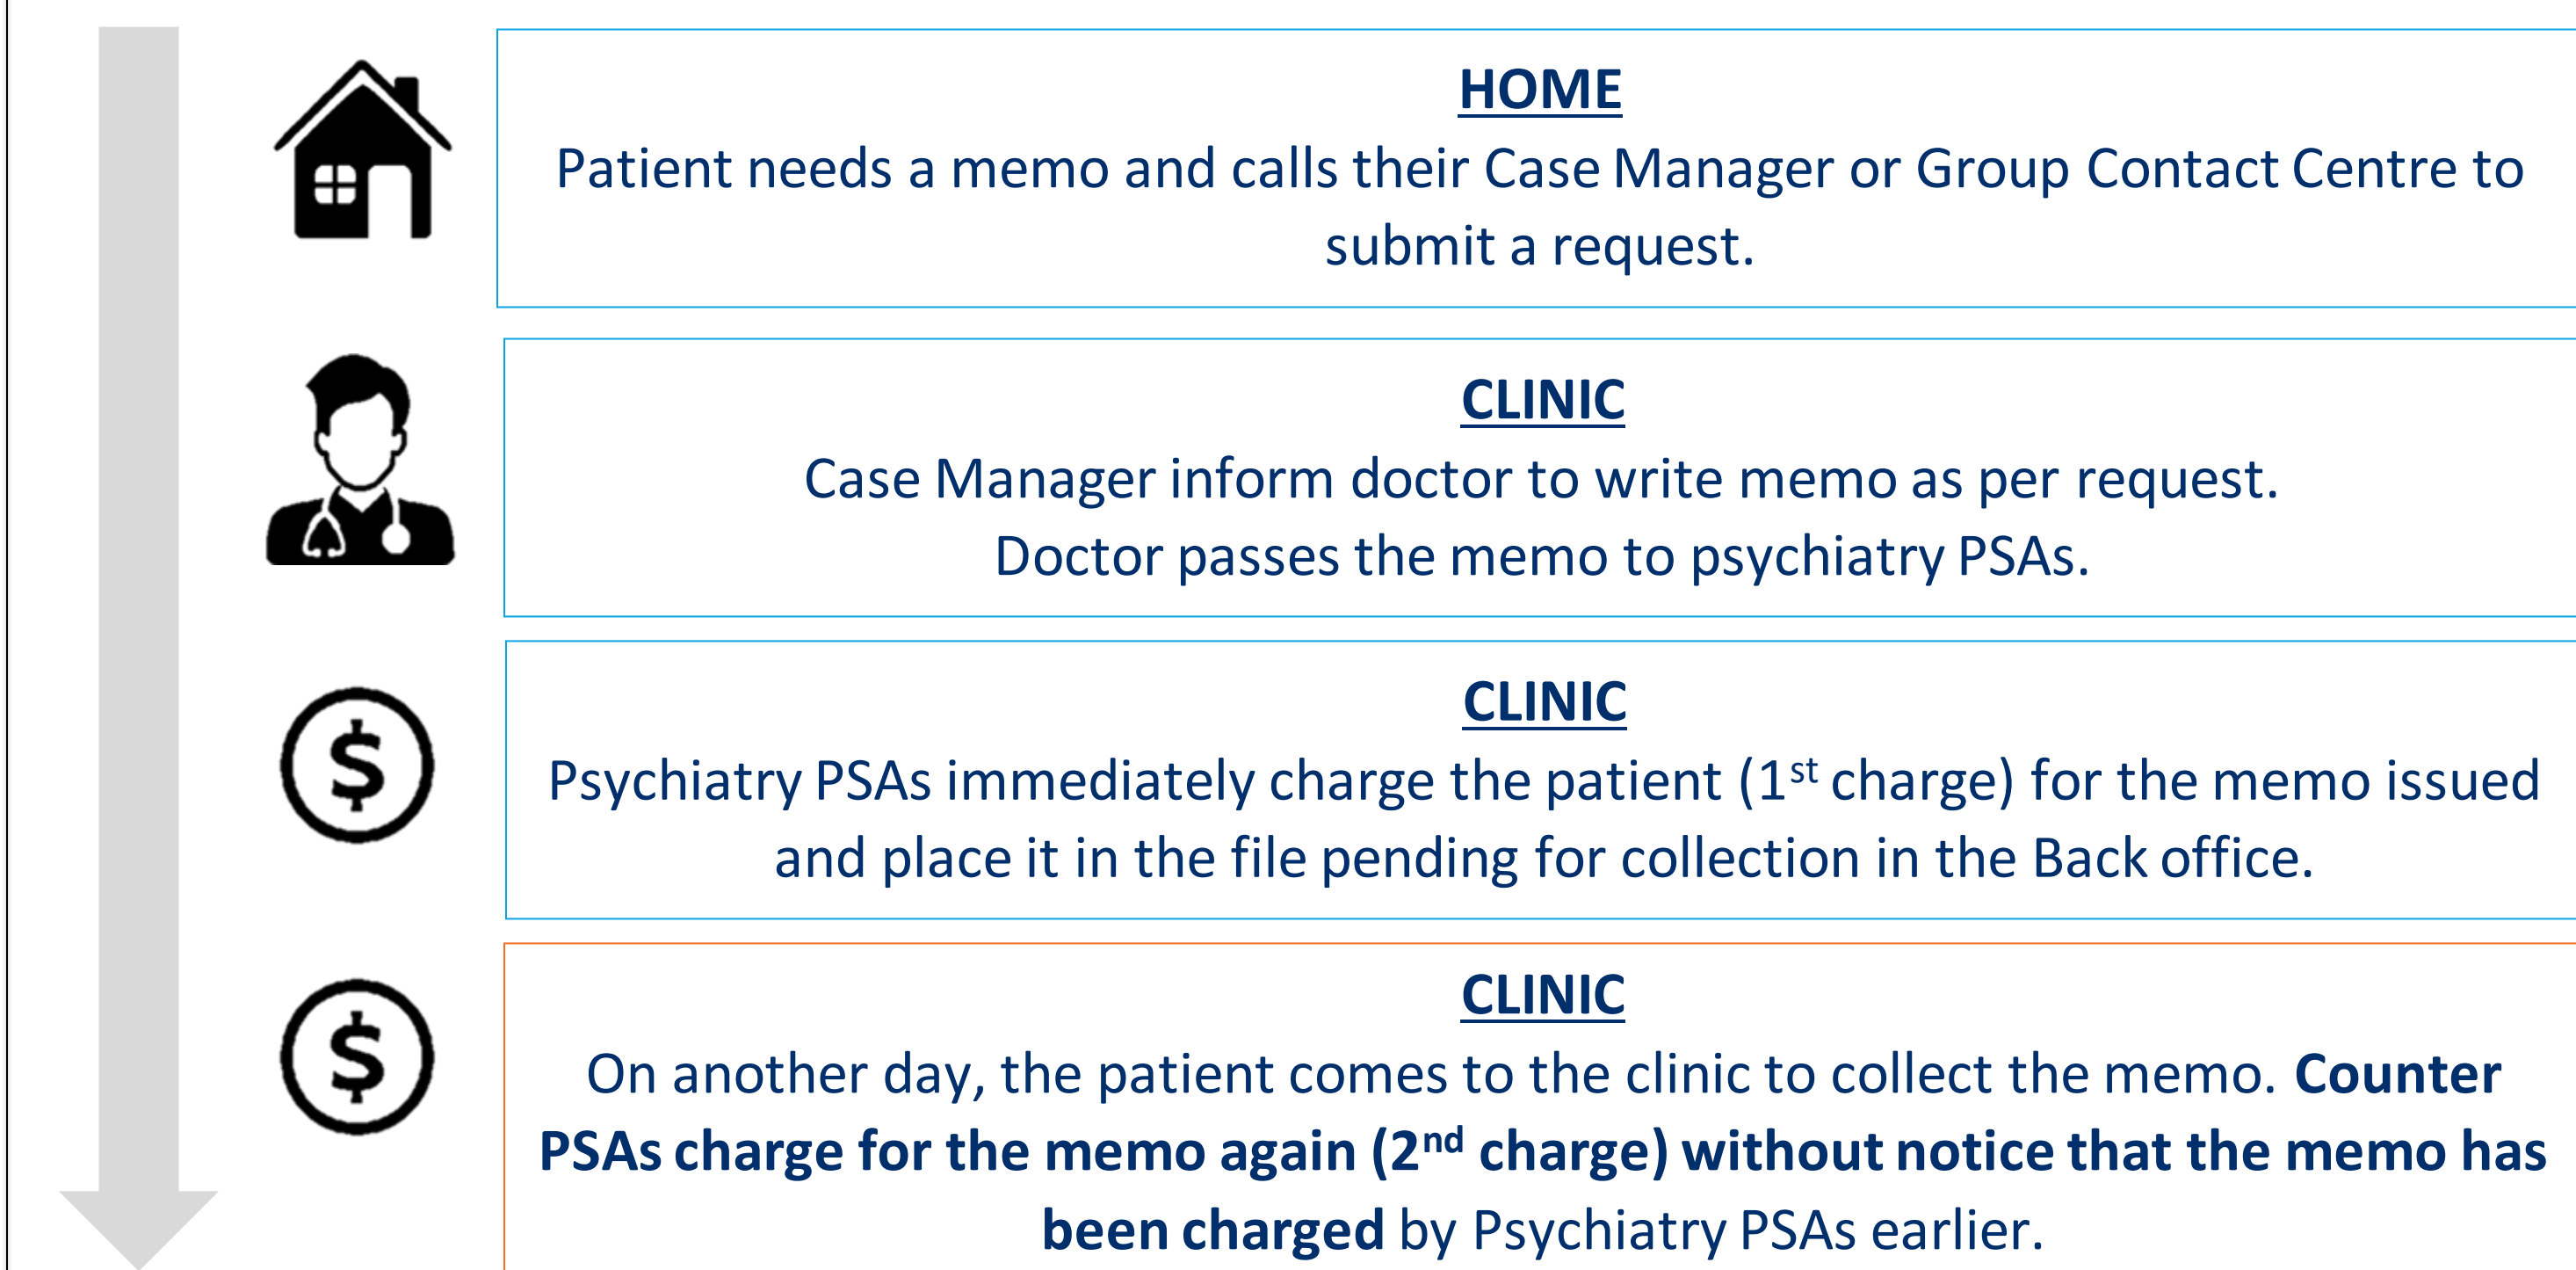 HOME
Patient needs a memo and calls their Case Manager or Group Contact Centre to
submit a request.
CLINIC
Case Manager inform doctor to write memo as per request.
Doctor passes the memo to psychiatry PSAs.
$
CLINIC
Psychiatry PSAs immediately charge the patient (1st charge) for the memo issued
and place it in the file pending for collection in the Back office.
$
CLINIC
On another day, the patient comes to the clinic to collect the memo. Counter
PSAs charge for the memo again (2nd charge) without notice that the memo has
been charged by Psychiatry PSAs earlier.